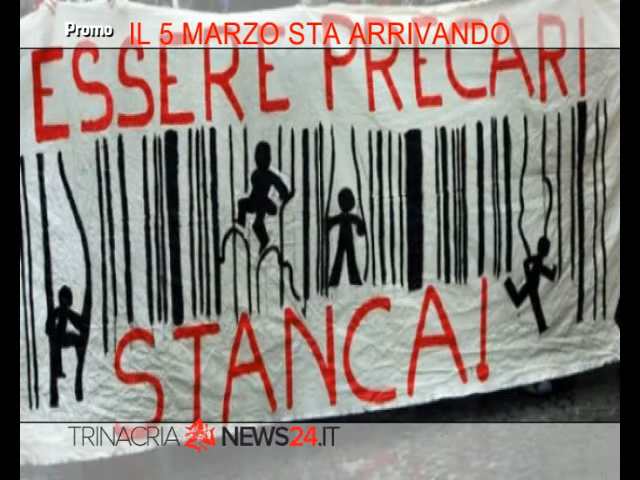 Promo
IL 5 MARZO STA ARRIVANDO
ESSERE PRECARI
STANCA!
TRINACRIA NEWS24.IT